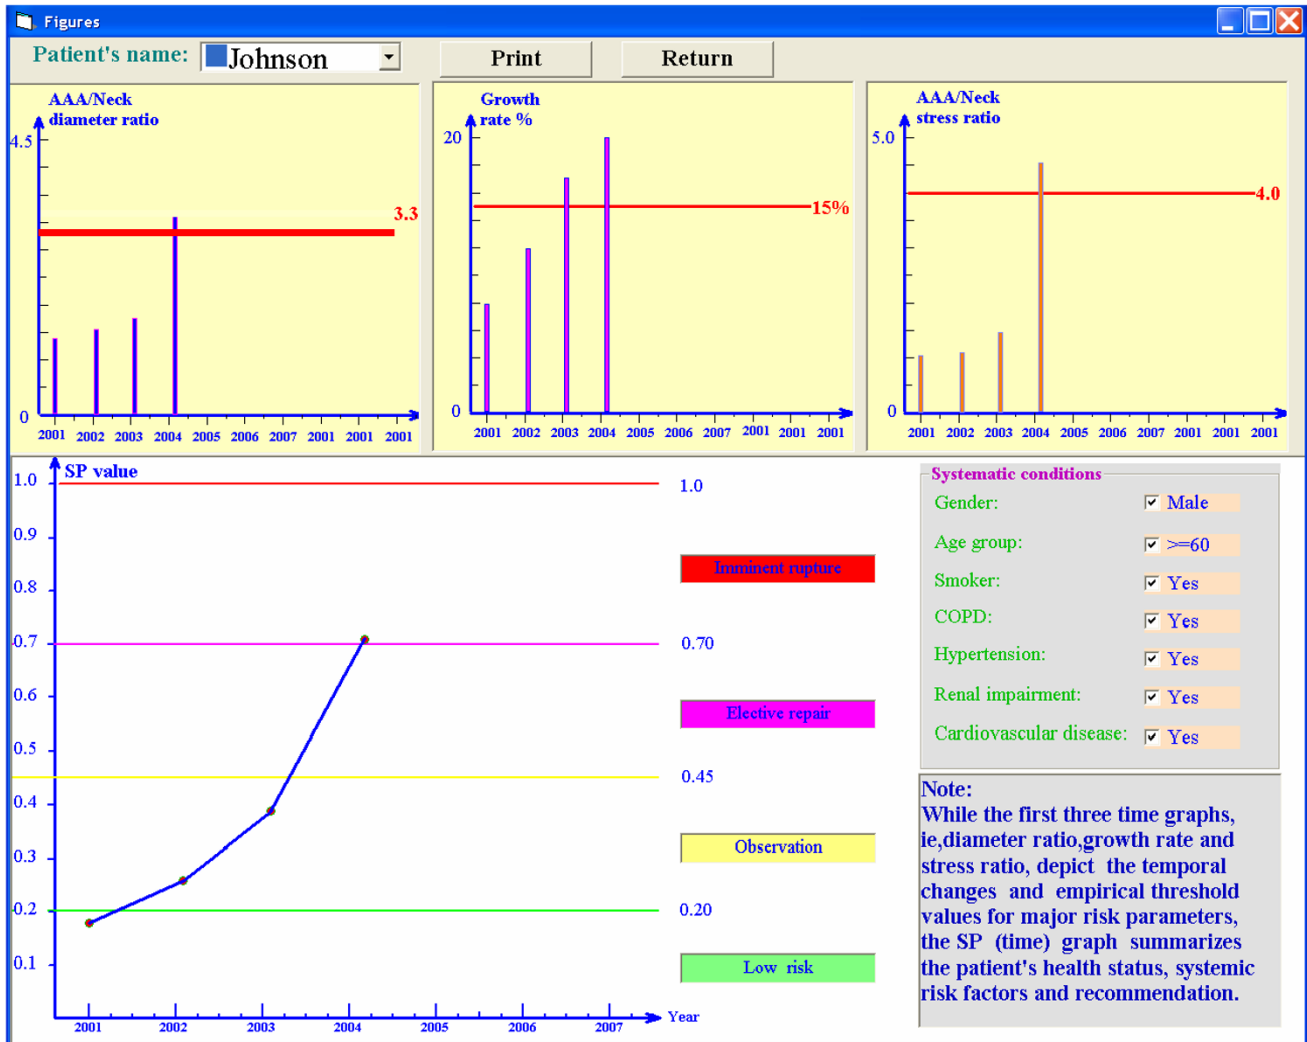 Figures
Patient's name: Johnson Print Return
AAA/Neck
diameter ratio
4.5
3.3
0
2001 2002 2003 2004 2005 2006 2007 2001 2001 2001
Growth
rate %
20
15%
0
2001 2002 2003 2004 2005 2006 2007 2001 2001 2001
AAA/Neck
stress ratio
5.0
4.0
0
2001 2002 2003 2004 2005 2006 2007 2001 2001 2001
SP value
1.0
0.9
0.8
0.7
0.6
0.5
0.4
0.3
0.2
0.1
2001 2002 2003 2004 2005 2006 2007 Year
1.0
Imminent rupture
0.70
Elective repair
0.45
Observation
0.20
Low risk
Systematic conditions
Gender: Male
Age group: >=60
Smoker: Yes
COPD: Yes
Hypertension: Yes
Renal impairment: Yes
Cardiovascular disease: Yes
Note:
While the first three time graphs,
ie,diameter ratio,growth rate and
stress ratio, depict the temporal
changes and empirical threshold
values for major risk parameters,
the SP (time) graph summarizes
the patient's health status, systemic
risk factors and recommendation.